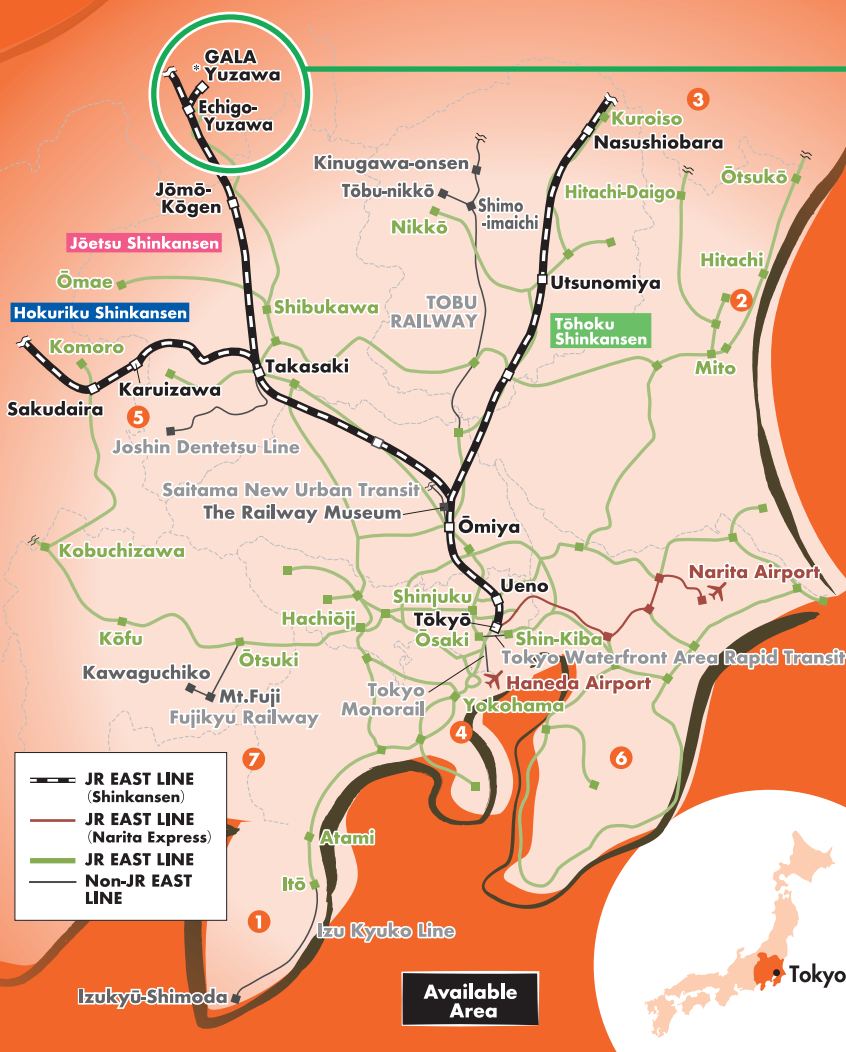 GALA
* Yuzawa
Echigo-
Yuzawa
3
Kuroiso
Nasushiobara
Kinugawa-onsen
Tōbu-nikkō
Shimo
-imaichi
Hitachi-Daigo
Ōtsukō
Jōmō-
Kōgen
Nikkō
Jōetsu Shinkansen
Hitachi
Ōmae
Utsunomiya
2
Hokuriku Shinkansen
Shibukawa
TOBU
RAILWAY
Tōhoku
Shinkansen
Komoro
Takasaki
Mito
Karuizawa
Sakudaira
5
Joshin Dentetsu Line
Saitama New Urban Transit
The Railway Museum
Ōmiya
Kobuchizawa
Narita Airport
Ueno
Shinjuku
Hachiōji
Tōkyō
Kōfu
Ōsaki
Shin-Kiba
Ōtsuki
Tokyo Waterfront Area Rapid Transit
Kawaguchiko
Mt.Fuji
Tokyo
Monorail
Haneda Airport
Fujikyu Railway
Yokohama
4
7
6
JR EAST LINE
(Shinkansen)
JR EAST LINE
(Narita Express)
JR EAST LINE
Non-JR EAST
LINE
Atami
Itō
1
Izu Kyuko Line
Izukyū-Shimoda
Available
Area
Tokyo